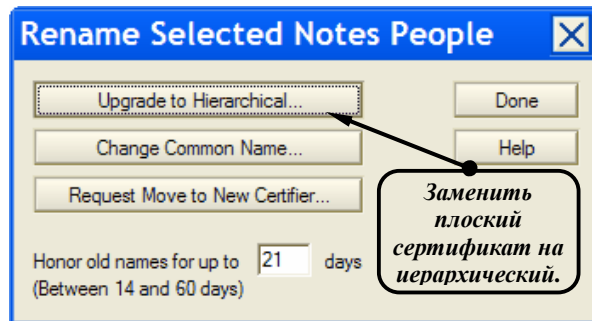 Rename Selected Notes People
Upgrade to Hierarchical...
Done
Change Common Name...
Help
Request Move to New Certifier...
Заменить
плоский
сертификат на
иерархический.
Honor old names for up to 21 days
(Between 14 and 60 days)